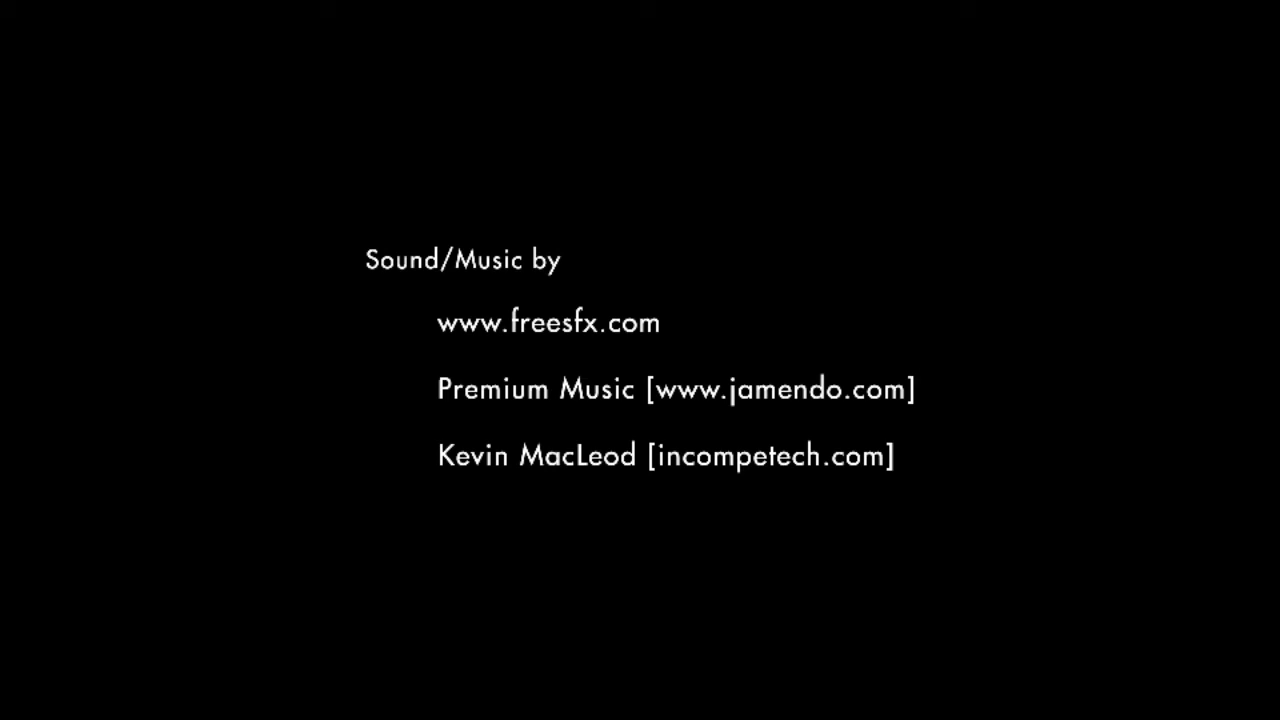 Sound/Music by
www.freesfx.com
Premium Music [www.jamendo.com]
Kevin MacLeod [incompetech.com]